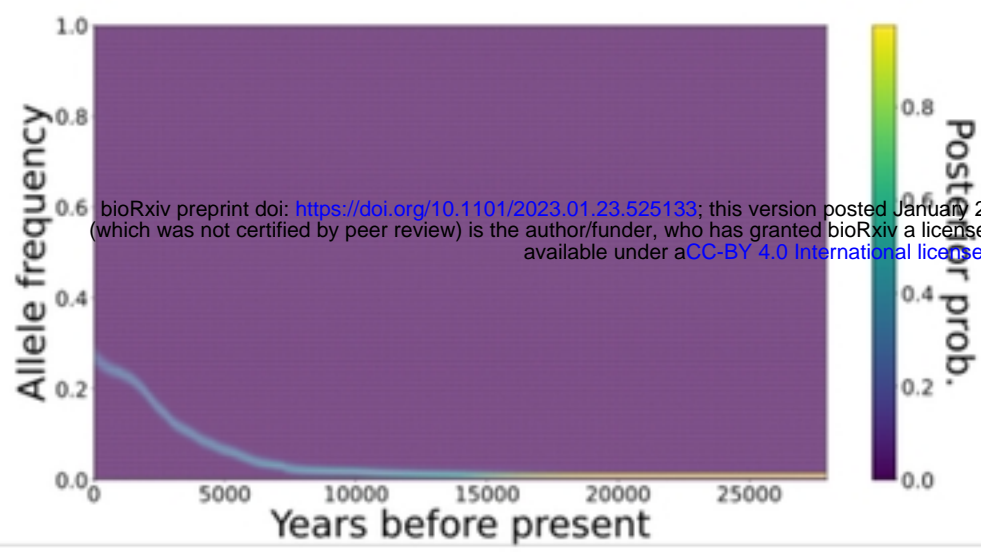 1.0
0.8
0.6
0.4
0.2
0.0
Allele frequency
0
5000
10000
15000
20000
25000
Years before present
0.8
0.6
0.4
0.2
0.0
Posterior prob.
bioRxiv preprint doi: https://doi.org/10.1101/2023.01.23.525133; this version posted January 2
(which was not certified by peer review) is the author/funder, who has granted bioRxiv a license
available under aCC-BY 4.0 International license